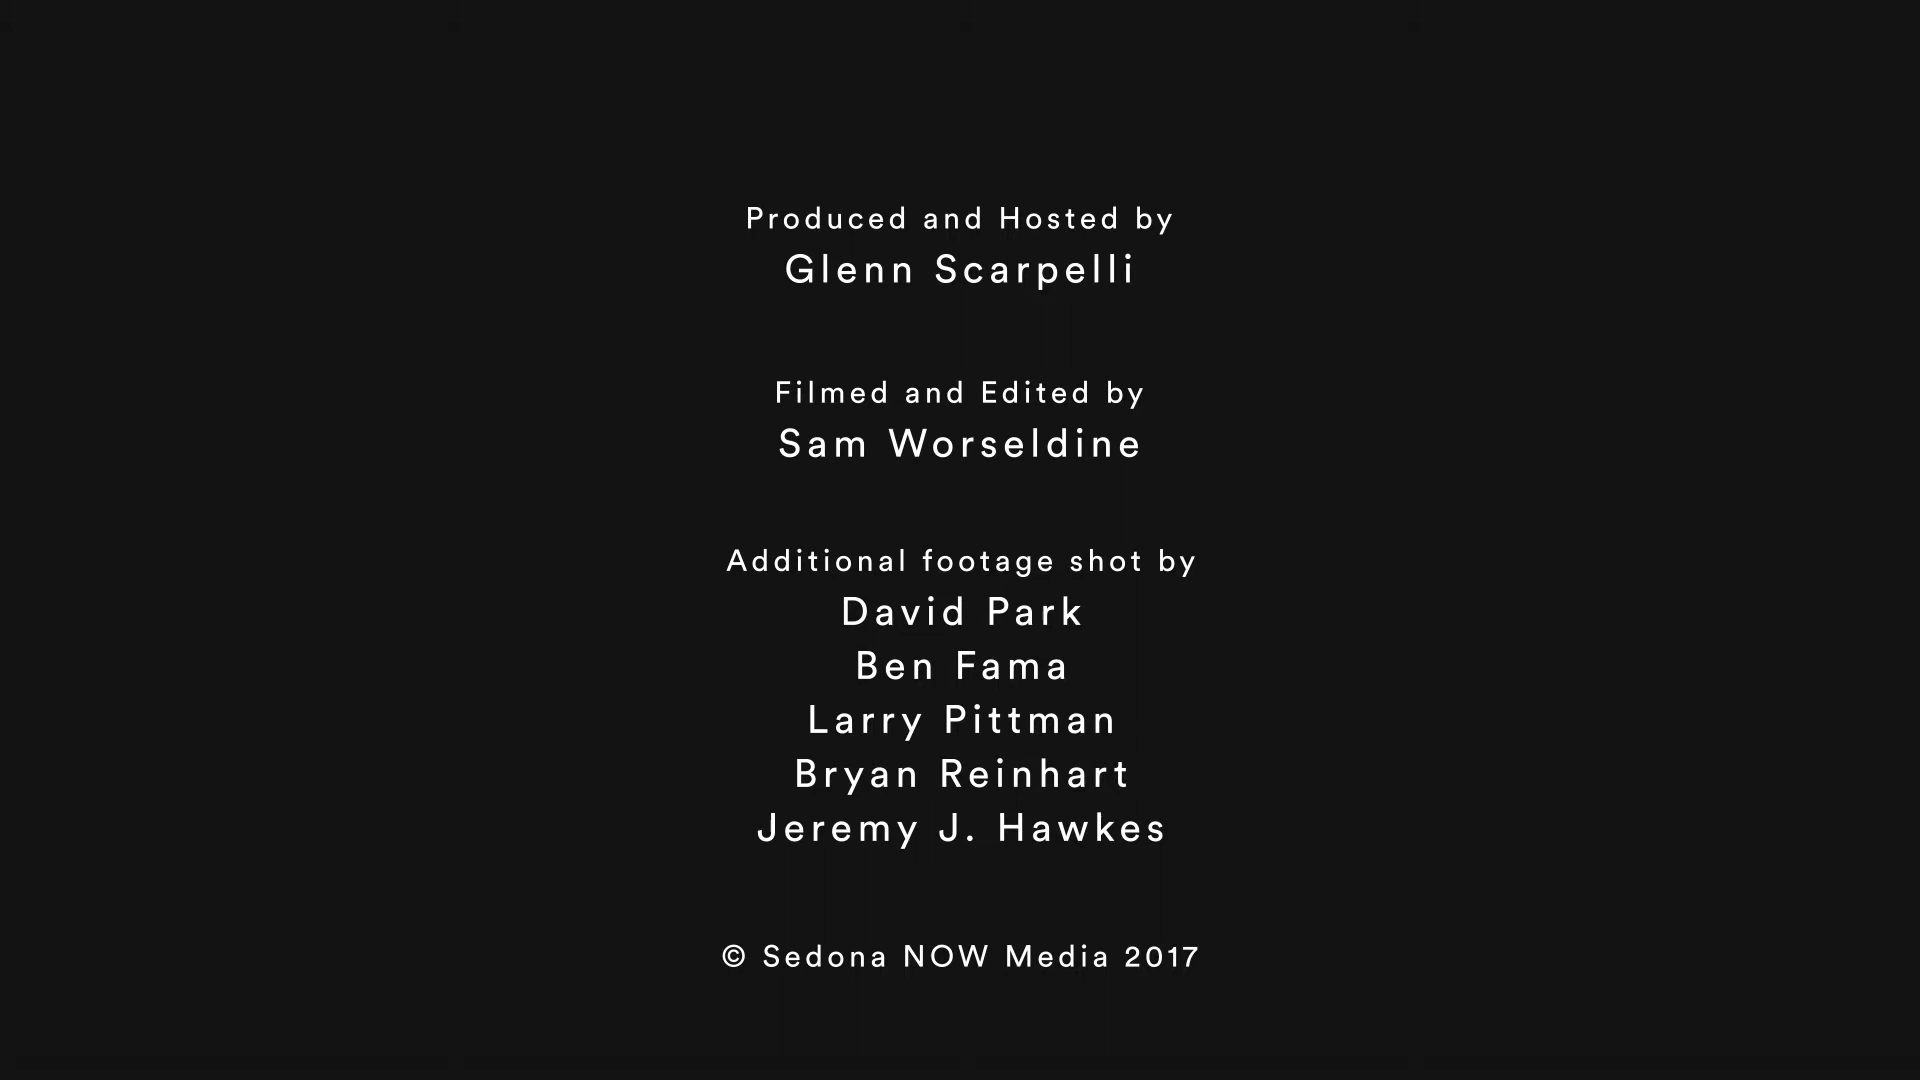 Produced and Hosted by
Glenn Scarpelli
Filmed and Edited by
Sam Worseldine
Additional footage shot by
David Park
Ben Fama
Larry Pittman
Bryan Reinhart
Jeremy J. Hawkes
© Sedona NOW Media 2017